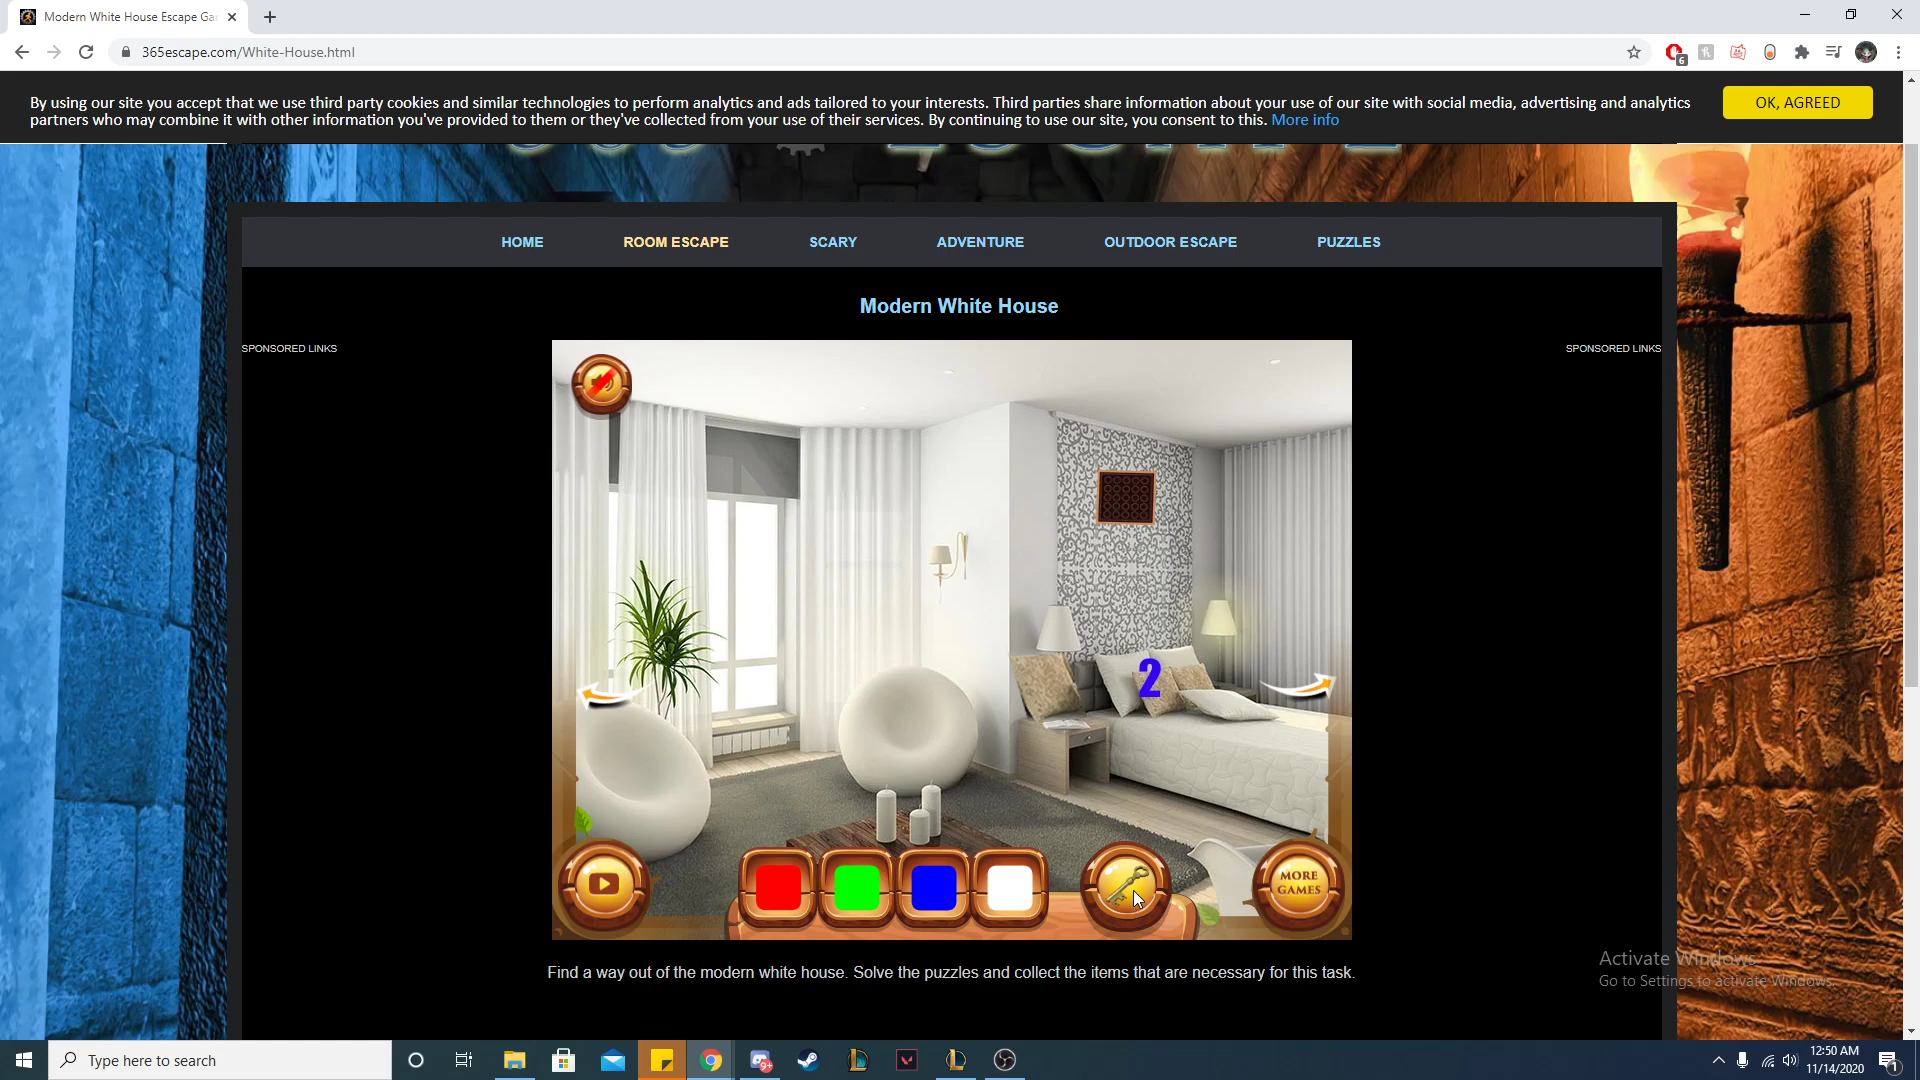 Modern White House Escape Ga
365escape.com/White-House.html
6
By using our site you accept that we use third party cookies and similar technologies to perform analytics and ads tailored to your interests. Third parties share information about your use of our site with social media, advertising and analytics
partners who may combine it with other information you've provided to them or they've collected from your use of their services. By continuing to use our site, you consent to this. More info
OK, AGREED
HOME ROOM ESCAPE SCARY ADVENTURE OUTDOOR ESCAPE PUZZLES
Modern White House
SPONSORED LINKS
SPONSORED LINKS
2
MORE
GAMES
Find a way out of the modern white house. Solve the puzzles and collect the items that are necessary for this task.
Activate Windows
Go to Settings to activate Windows.
Type here to search
12:50 AM
11/14/2020
1